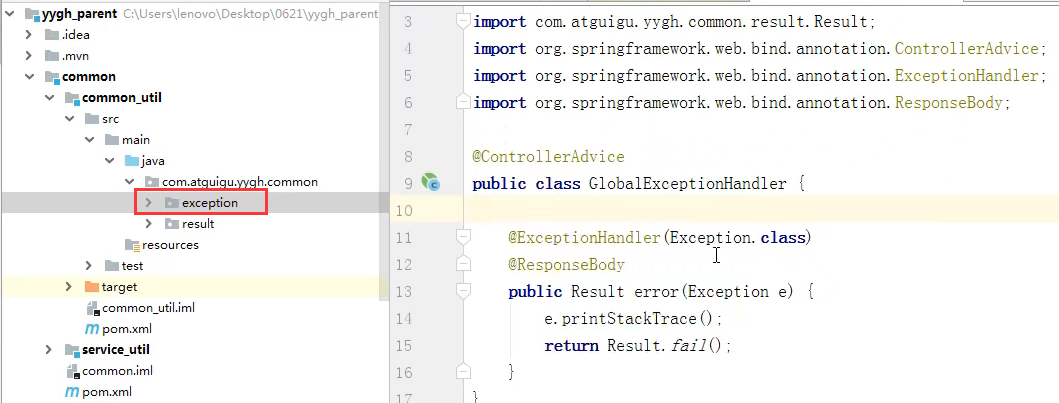 yygh_parent C:\Users\lenovo\Desktop\0621\yygh_parent
.idea
.mvn
common
common_util
src
main
java
com.atguigu.yygh.common
exception
result
resources
test
target
common_util.iml
pom.xml
service_util
common.iml
pom.xml
3 import com.atguigu.yygh.common.result.Result;
4 import org.springframework.web.bind.annotation.ControllerAdvice;
5 import org.springframework.web.bind.annotation.ExceptionHandler;
6 import org.springframework.web.bind.annotation.ResponseBody;
7
8 @ControllerAdvice
9 public class GlobalExceptionHandler {
10
11 @ExceptionHandler(Exception.class)
12 @ResponseBody
13 public Result error(Exception e) {
14 e.printStackTrace();
15 return Result.fail();
16 }
17 }